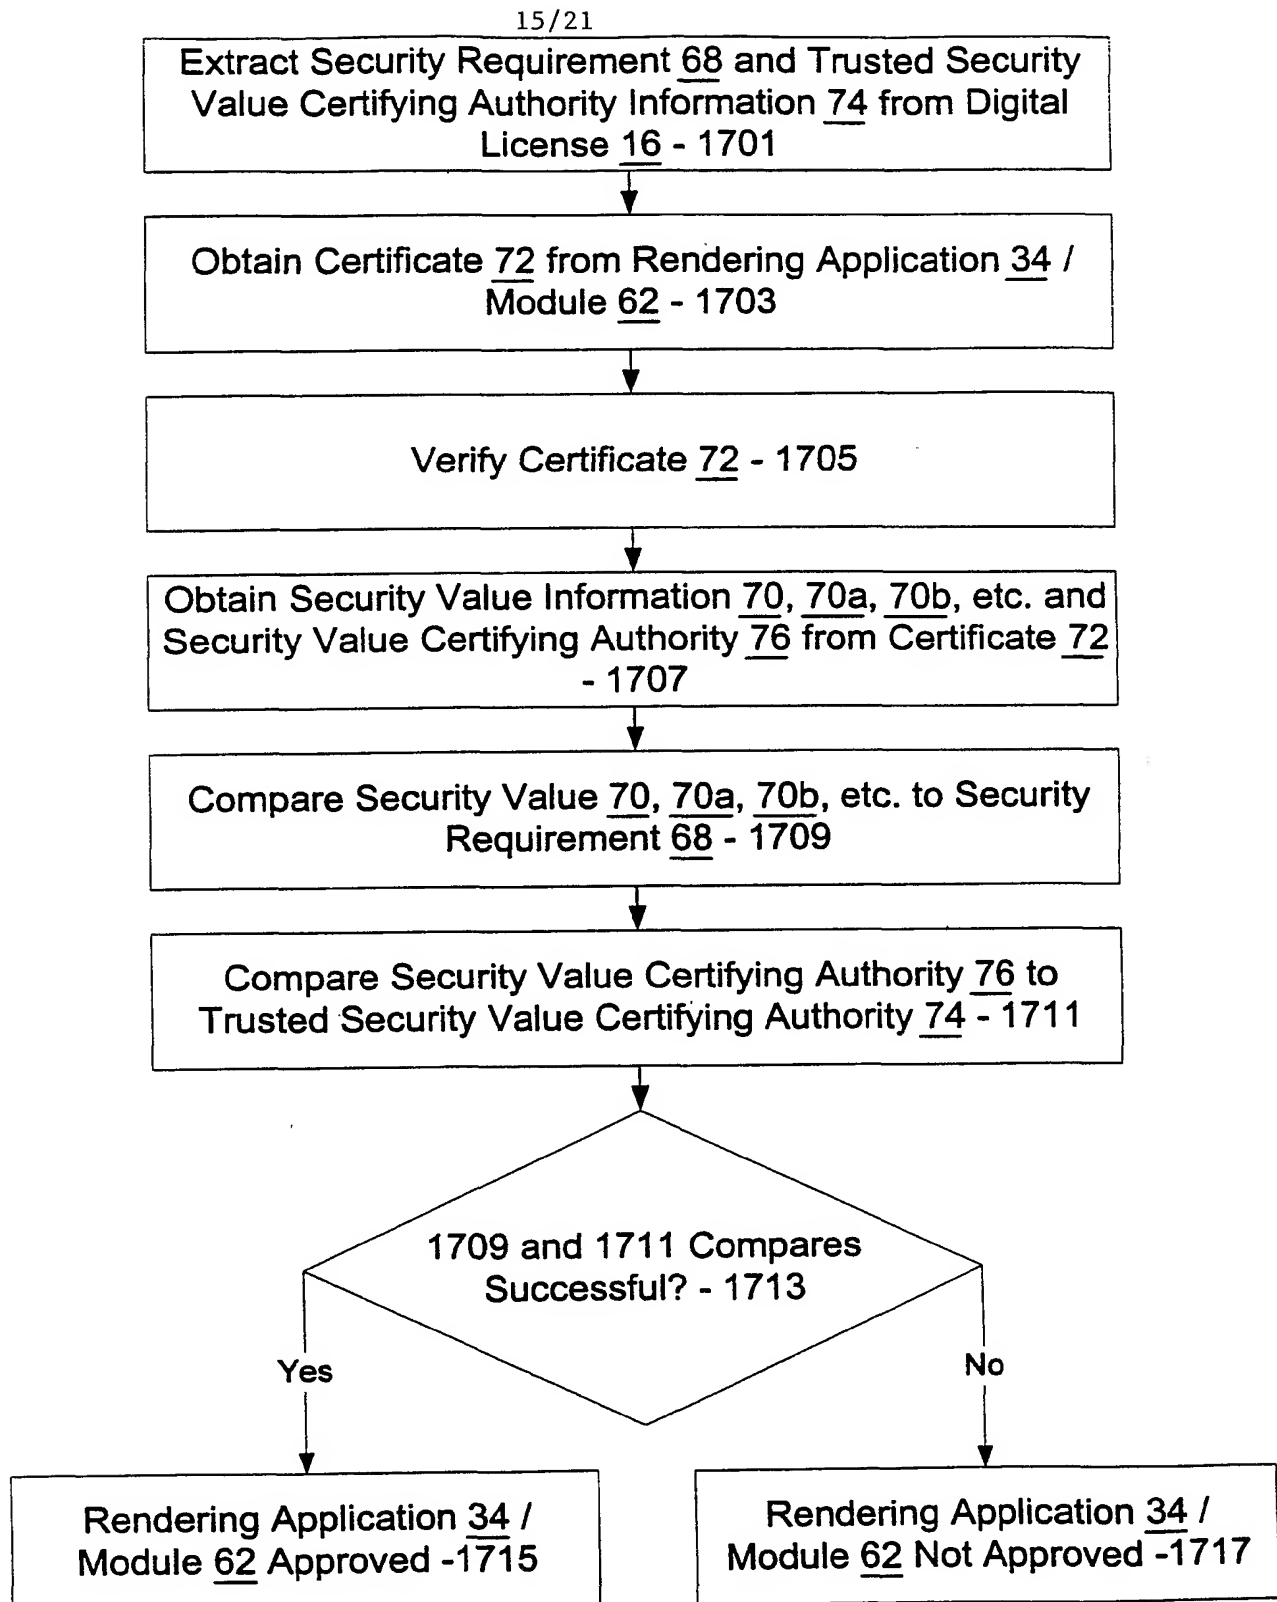 15/21
Extract Security Requirement 68 and Trusted Security
Value Certifying Authority Information 74 from Digital
License 16 - 1701
Obtain Certificate 72 from Rendering Application 34 /
Module 62 - 1703
Verify Certificate 72 - 1705
Obtain Security Value Information 70, 70a, 70b, etc. and
Security Value Certifying Authority 76 from Certificate 72
- 1707
Compare Security Value 70, 70a, 70b, etc. to Security
Requirement 68 - 1709
Compare Security Value Certifying Authority 76 to
Trusted Security Value Certifying Authority 74 - 1711
1709 and 1711 Compares
Successful? - 1713
Yes
No
Rendering Application 34 /
Module 62 Approved -1715
Rendering Application 34 /
Module 62 Not Approved -1717